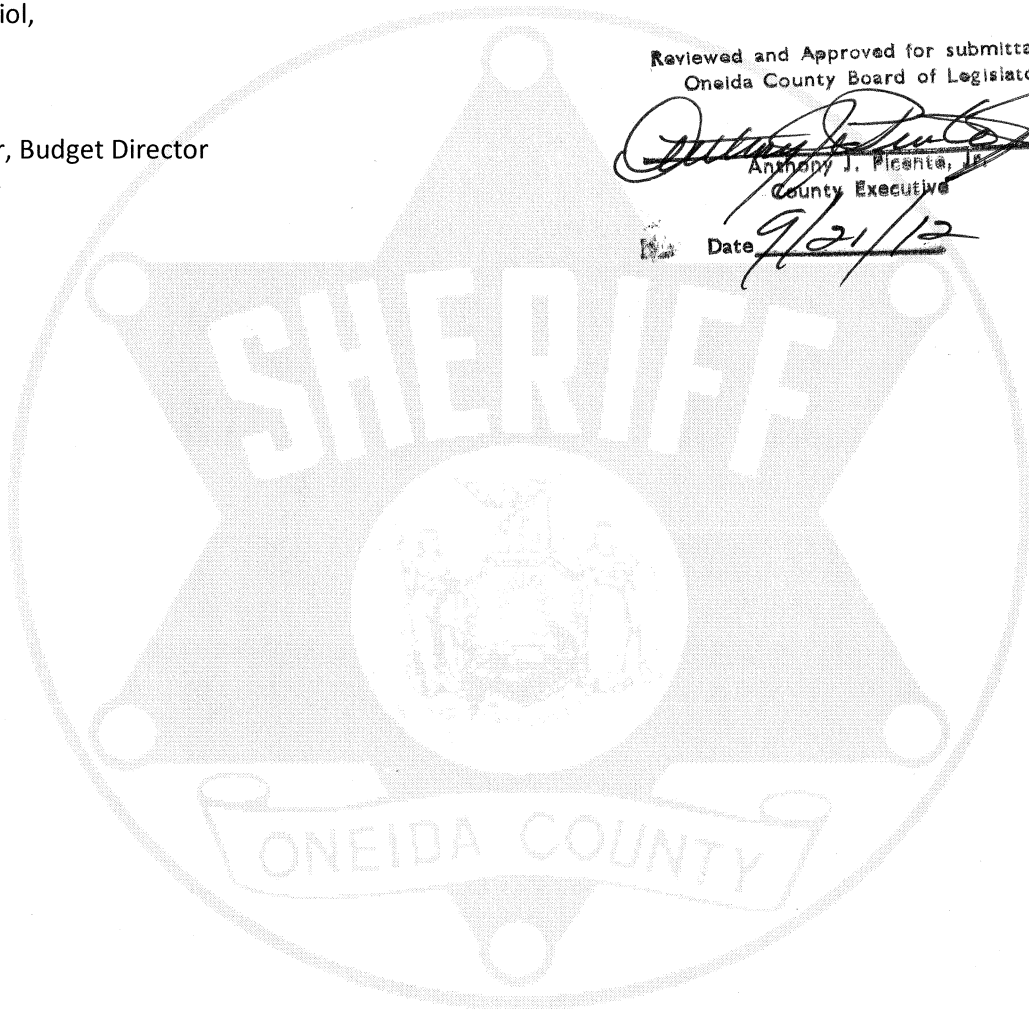 iol,
r, Budget Director
Reviewed and Approved for submitta
Oneida County Board of Legislato
Anthony J. Picente, Jr.
County Executive
Date 9/21/12
SHERIFF
ONEIDA COUNTY